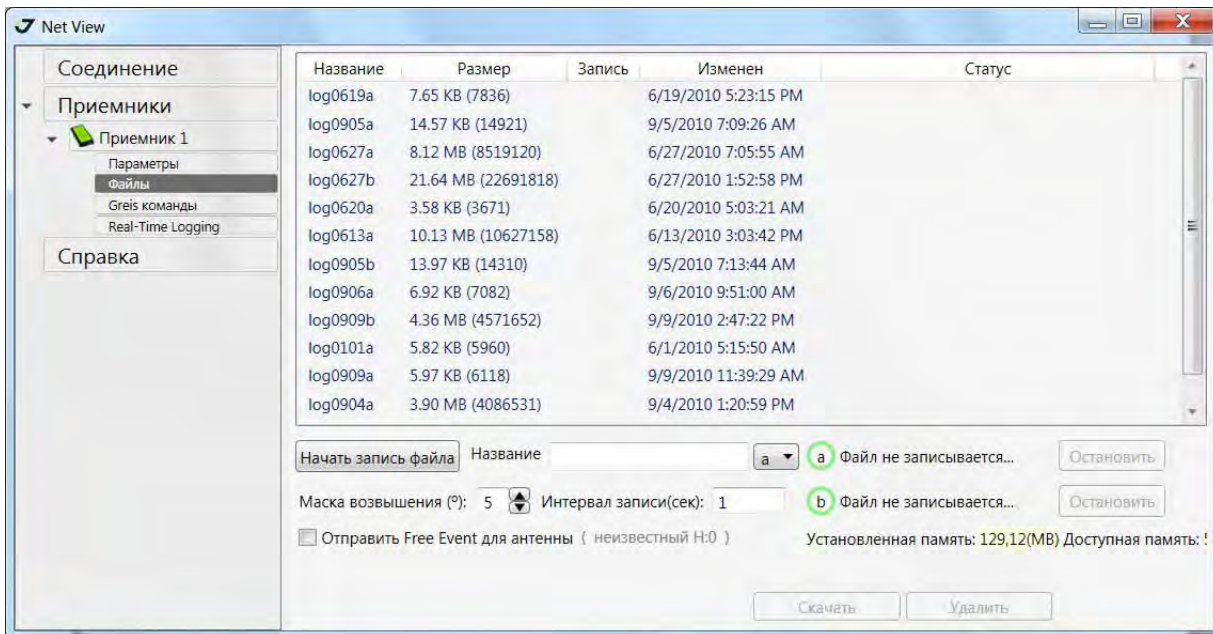 Net View
Соединение
Приемники
Приемник 1
Параметры
Файлы
Greis команды
Real-Time Logging
Справка
Название Размер Запись Изменен Статус
log0619a 7.65 KB (7836) 6/19/2010 5:23:15 PM
log0905a 14.57 KB (14921) 9/5/2010 7:09:26 AM
log0627a 8.12 MB (8519120) 6/27/2010 7:05:55 AM
log0627b 21.64 MB (22691818) 6/27/2010 1:52:58 PM
log0620a 3.58 KB (3671) 6/20/2010 5:03:21 AM
log0613a 10.13 MB (10627158) 6/13/2010 3:03:42 PM
log0905b 13.97 KB (14310) 9/5/2010 7:13:44 AM
log0906a 6.92 KB (7082) 9/6/2010 9:51:00 AM
log0909b 4.36 MB (4571652) 9/9/2010 2:47:22 PM
log0101a 5.82 KB (5960) 6/1/2010 5:15:50 AM
log0909a 5.97 KB (6118) 9/9/2010 11:39:29 AM
log0904a 3.90 MB (4086531) 9/4/2010 1:20:59 PM
Начать запись файла Название a a Файл не записывается... Остановить
Маска возвышения (º): 5 Интервал записи(сек): 1 b Файл не записывается... Остановить
Отправить Free Event для антенны ( неизвестный H:0 ) Установленная память: 129,12(MB) Доступная память:
Скачать Удалить